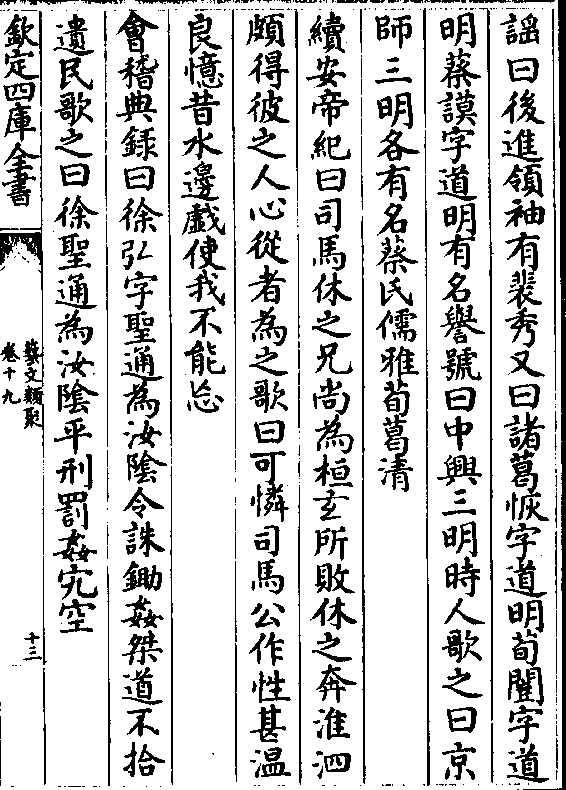 謡曰後進領袖有裴秀又曰諸葛恢字道明荀闓字道
明蔡謨字道明有名譽號曰中興三明時人歌之曰京
師三明各有名蔡氏儒雅荀葛清
續安帝紀曰司馬休之兄尚為桓玄所敗休之奔淮泗
頗得彼之人心從者為之歌曰可憐司馬公作性甚温
良憶昔水邊戲使我不能忘
會稽典録曰徐弘字聖通為汝隂令誅鋤姦桀道不拾
遺民歌之曰徐聖通為汝隂平刑罰姦宄空
欽定四庫全書
藝文類聚
卷十九
十三